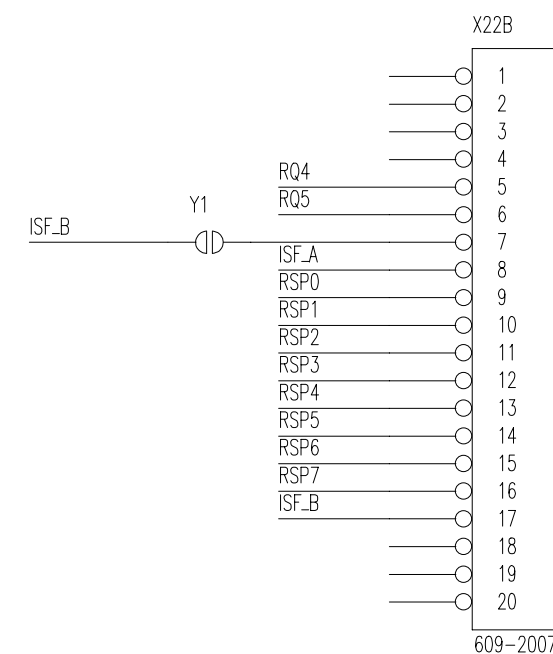 X22B
1
2
3
4
RQ4
5
RQ5
6
ISF_B
Y1
7
ISF_A
8
RSP0
9
RSP1
10
RSP2
11
RSP3
12
RSP4
13
RSP5
14
RSP6
15
RSP7
16
ISF_B
17
18
19
20
609-2007